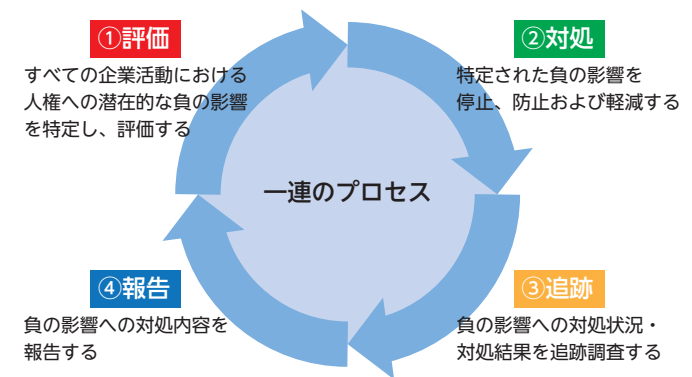 ①評価
すべての企業活動における
人権への潜在的な負の影響
を特定し、評価する
②対処
特定された負の影響を
停止、防止および軽減する
一連のプロセス
④報告
負の影響への対処内容を
報告する
③追跡
負の影響への対処状況・
対処結果を追跡調査する